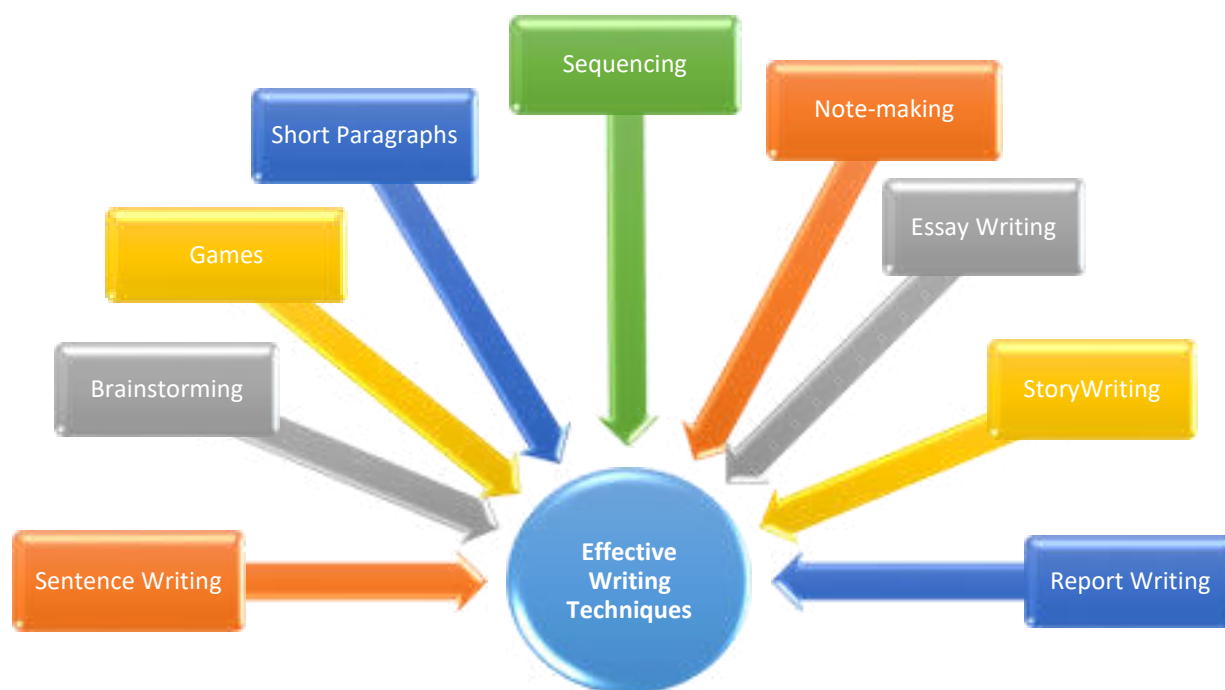 Sequencing
Note-making
Short Paragraphs
Essay Writing
Games
StoryWriting
Brainstorming
Sentence Writing
Effective
Writing
Techniques
Report Writing